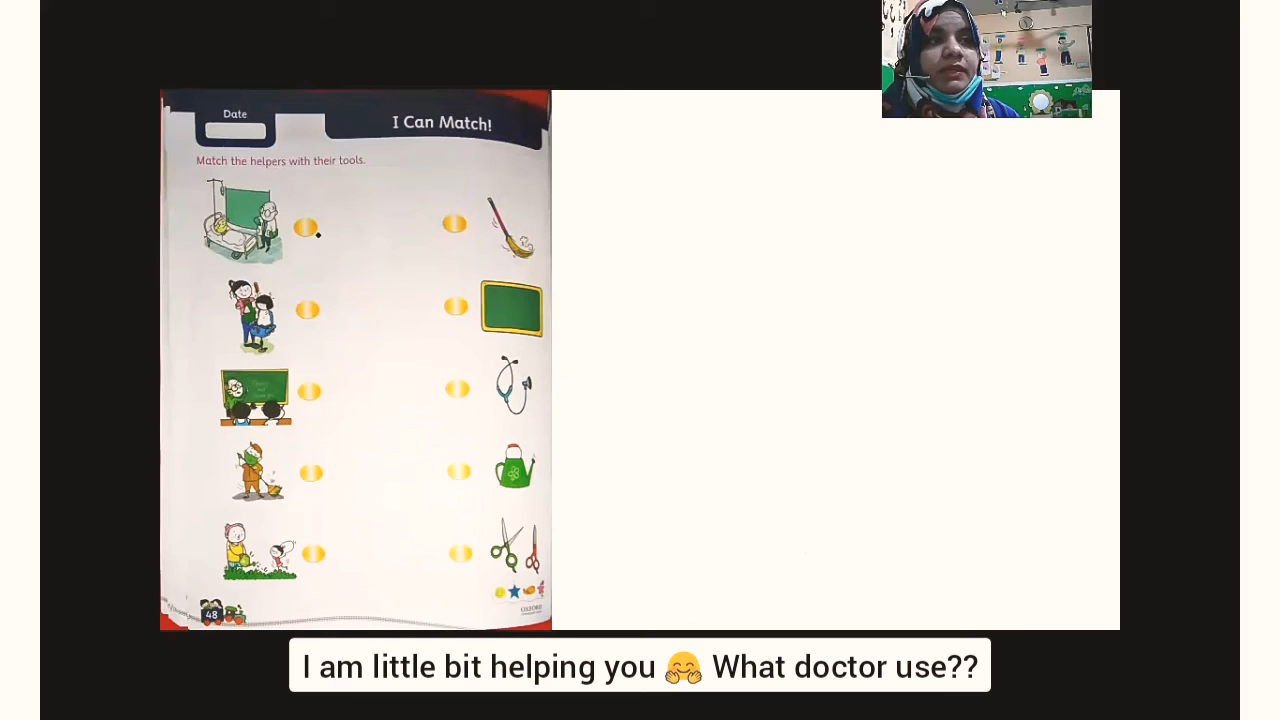 Date
I Can Match!
Match the helpers with their tools.
48
OXFORD
I am little bit helping you 🤗 What doctor use??